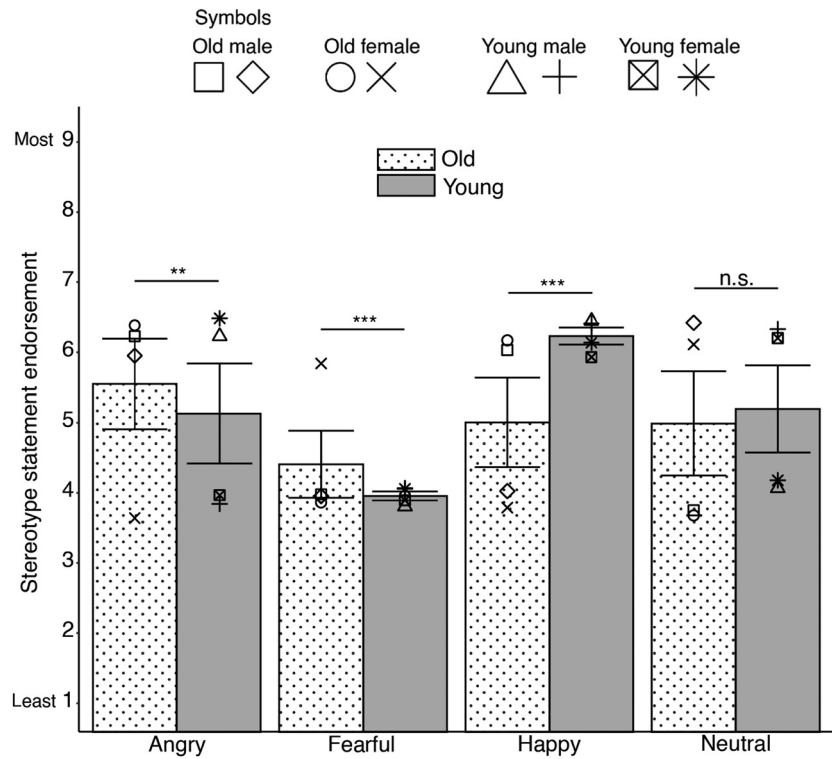 Symbols
Old male Old female Young male Young female
Old
Young
Stereotype statement endorsement
Most 9
8
7
6
5
4
3
2
Least 1
** *** *** n.s.
Angry Fearful Happy Neutral